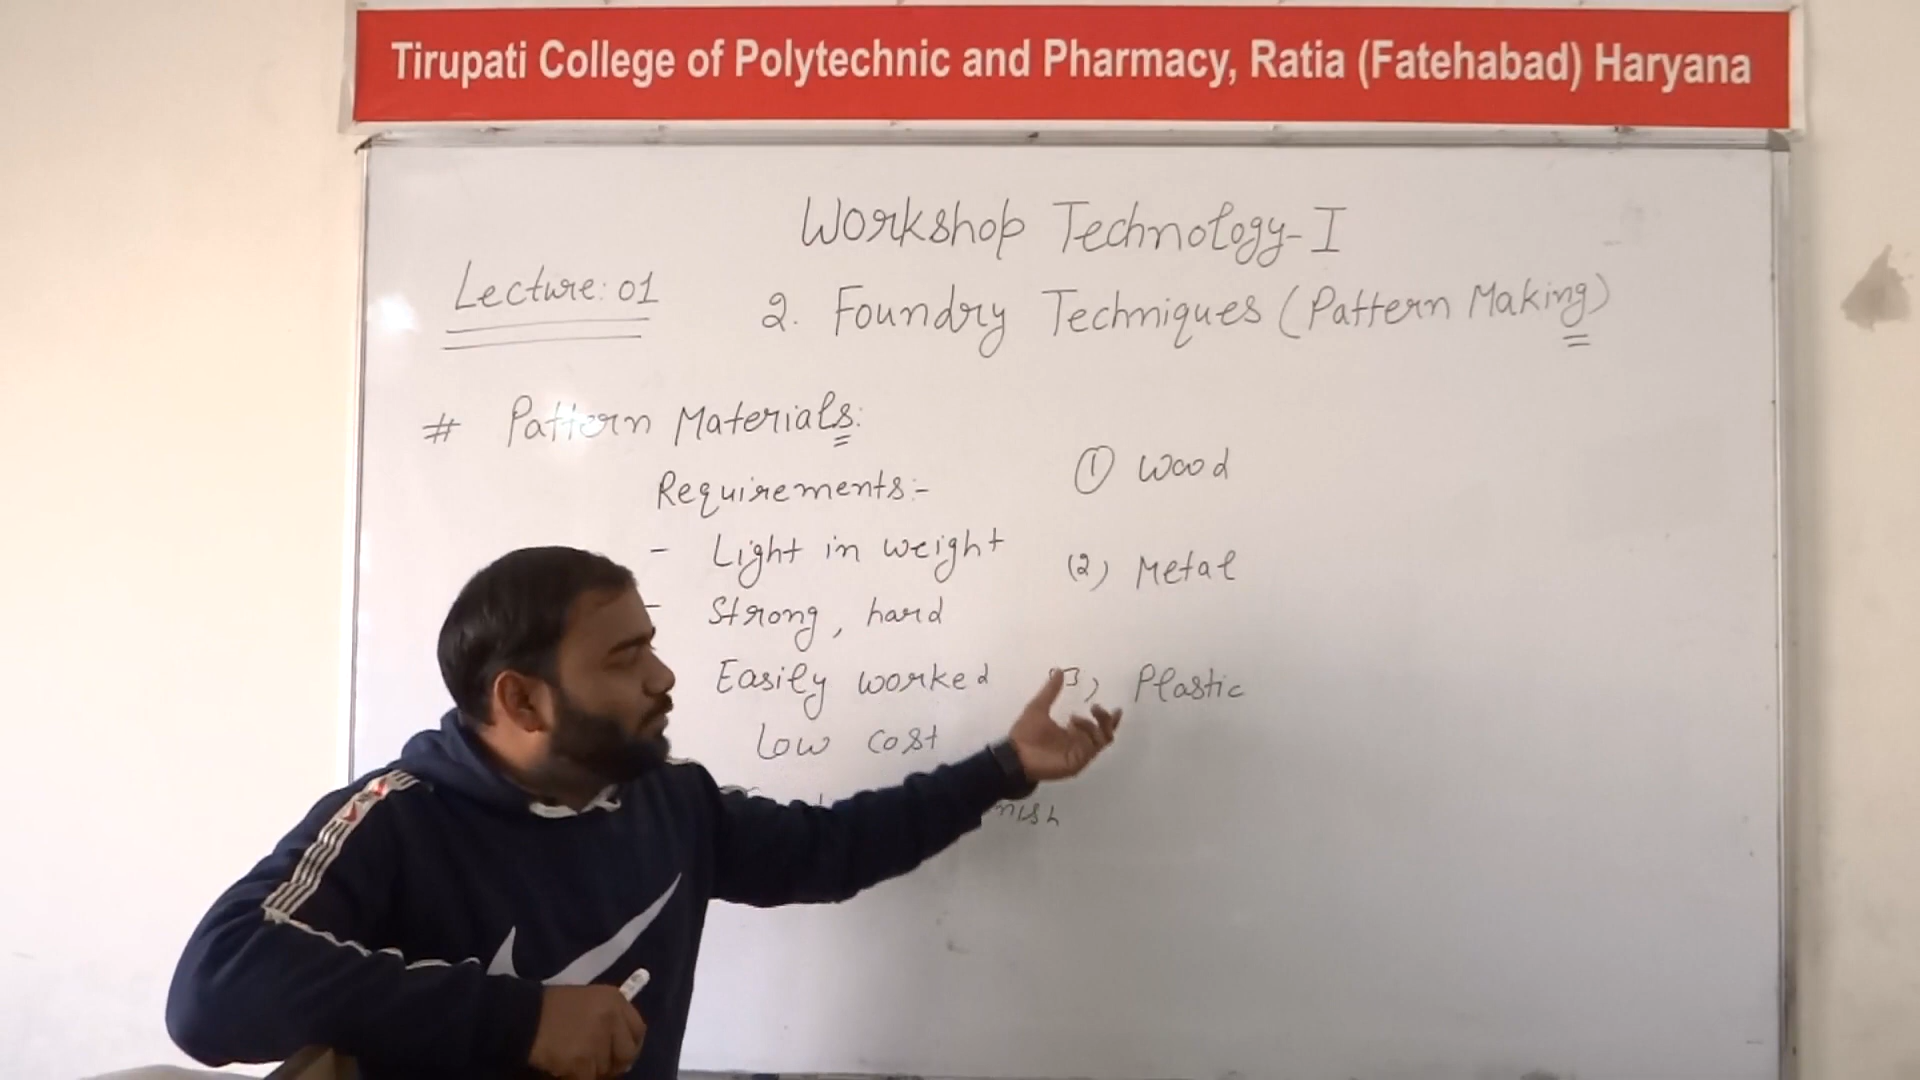 Tirupati College of Polytechnic and Pharmacy, Ratia (Fatehabad) Haryana
Workshop Technology-I
Lecture: 01
2. Foundry Techniques (Pattern Making)
# Pattern Materials:
Requirements:-
- Light in weight
- Strong, hard
Easily worked
Low cost
① Wood
(2) Metal
3) Plastic